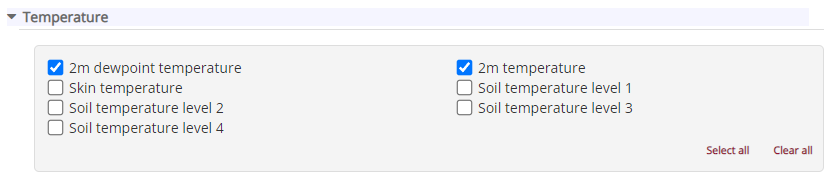 Temperature
2m dewpoint temperature
2m temperature
Skin temperature
Soil temperature level 1
Soil temperature level 2
Soil temperature level 3
Soil temperature level 4
Select all
Clear all